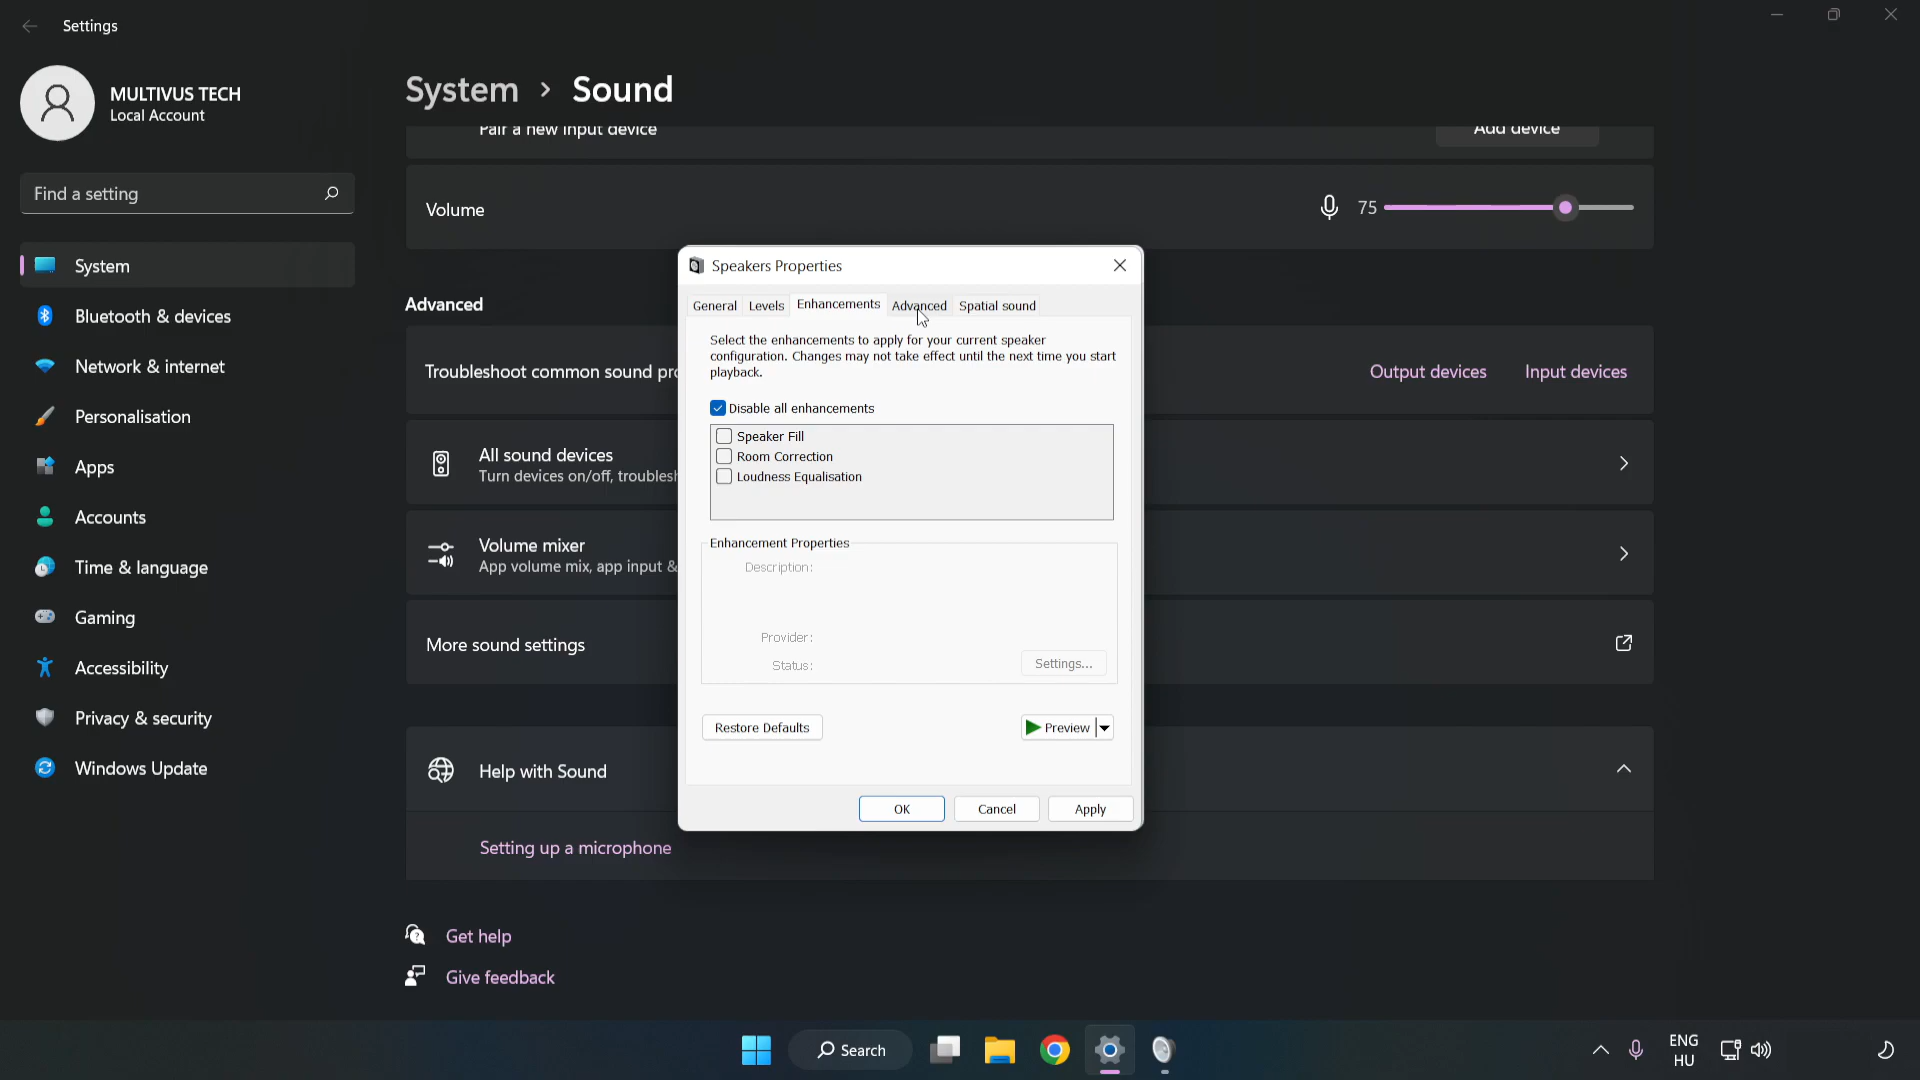 Settings
MULTIVUS TECH
Local Account
Find a setting
System
Bluetooth & devices
Network & internet
Personalisation
Apps
Accounts
Time & language
Gaming
Accessibility
Privacy & security
Windows Update
System > Sound
Pair a new input device
Add device
Volume
75
Advanced
Troubleshoot common sound pro
Output devices
Input devices
All sound devices
Turn devices on/off, troublesh
Volume mixer
App volume mix, app input &
More sound settings
Help with Sound
Setting up a microphone
Get help
Give feedback
Speakers Properties
General Levels Enhancements Advanced Spatial sound
Select the enhancements to apply for your current speaker
configuration. Changes may not take effect until the next time you start
playback.
Disable all enhancements
Speaker Fill
Room Correction
Loudness Equalisation
Enhancement Properties
Description:
Provider:
Status:
Settings...
Restore Defaults
Preview
OK
Cancel
Apply
Search
ENG
HU